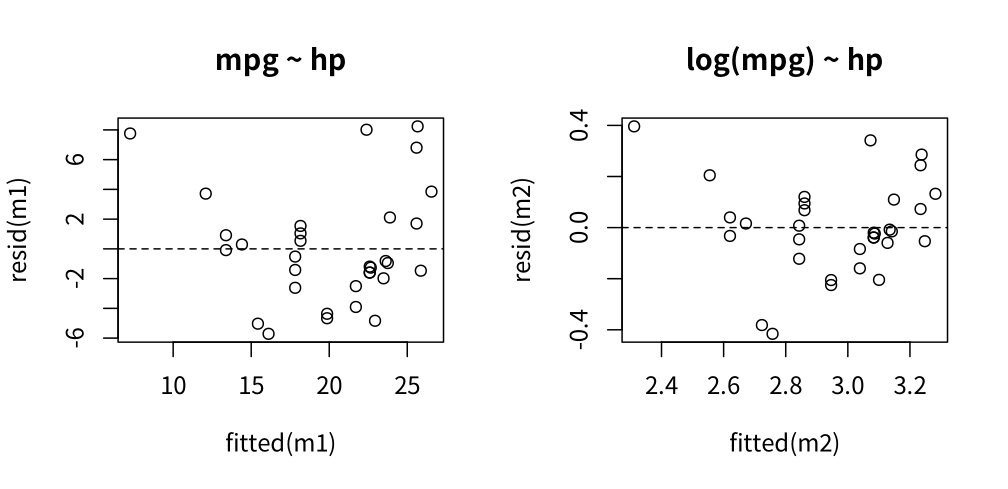 mpg ~ hp
resid(m1)
6
2
-2
-6
10 15 20 25
fitted(m1)
log(mpg) ~ hp
resid(m2)
0.4
0.0
-0.4
2.4 2.6 2.8 3.0 3.2
fitted(m2)